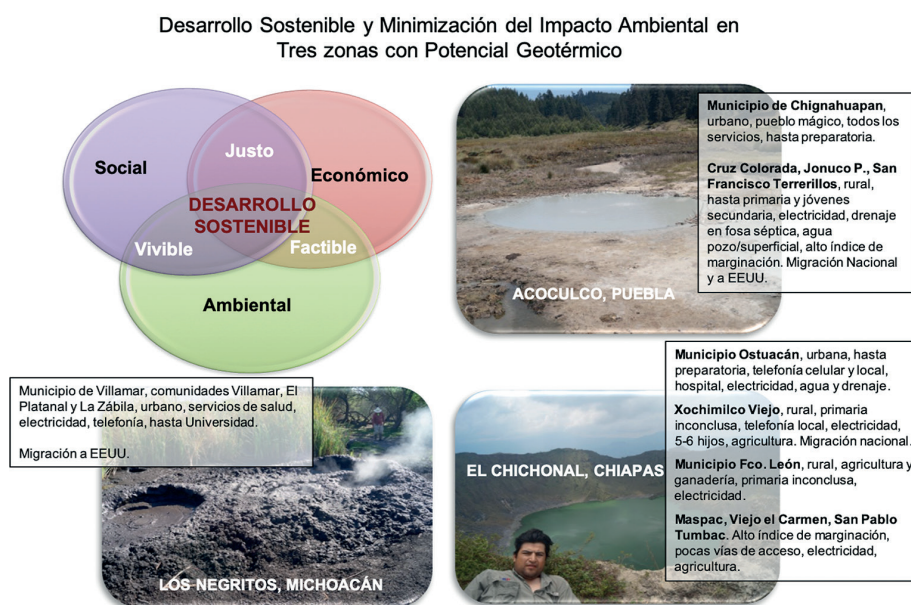 Desarrollo Sostenible y Minimización del Impacto Ambiental en
Tres zonas con Potencial Geotérmico
Social
Justo
Económico
DESARROLLO
SOSTENIBLE
Vivible
Factible
Ambiental
Municipio de Chignahuapan,
urbano, pueblo mágico, todos los
servicios, hasta preparatoria.
Cruz Colorada, Jonuco P., San
Francisco Terrerillos, rural,
hasta primaria y jóvenes
secundaria, electricidad, drenaje
en fosa séptica, agua
pozo/superficial, alto índice de
marginación. Migración Nacional
y a EEUU.
ACOCULCO, PUEBLA
Municipio de Villamar, comunidades Villamar, El
Platanal y La Zábila, urbano, servicios de salud,
electricidad, telefonía, hasta Universidad.
Migración a EEUU.
LOS NEGRITOS, MICHOACÁN
Municipio Ostuacán, urbana, hasta
preparatoria, telefonía celular y local,
hospital, electricidad, agua y drenaje.
Xochimilco Viejo, rural, primaria
inconclusa, telefonía local, electricidad,
5-6 hijos, agricultura. Migración nacional.
Municipio Fco. León, rural, agricultura y
ganadería, primaria inconclusa,
electricidad.
Maspac, Viejo el Carmen, San Pablo
Tumbac. Alto índice de marginación,
pocas vías de acceso, electricidad,
agricultura.
EL CHICHONAL, CHIAPAS